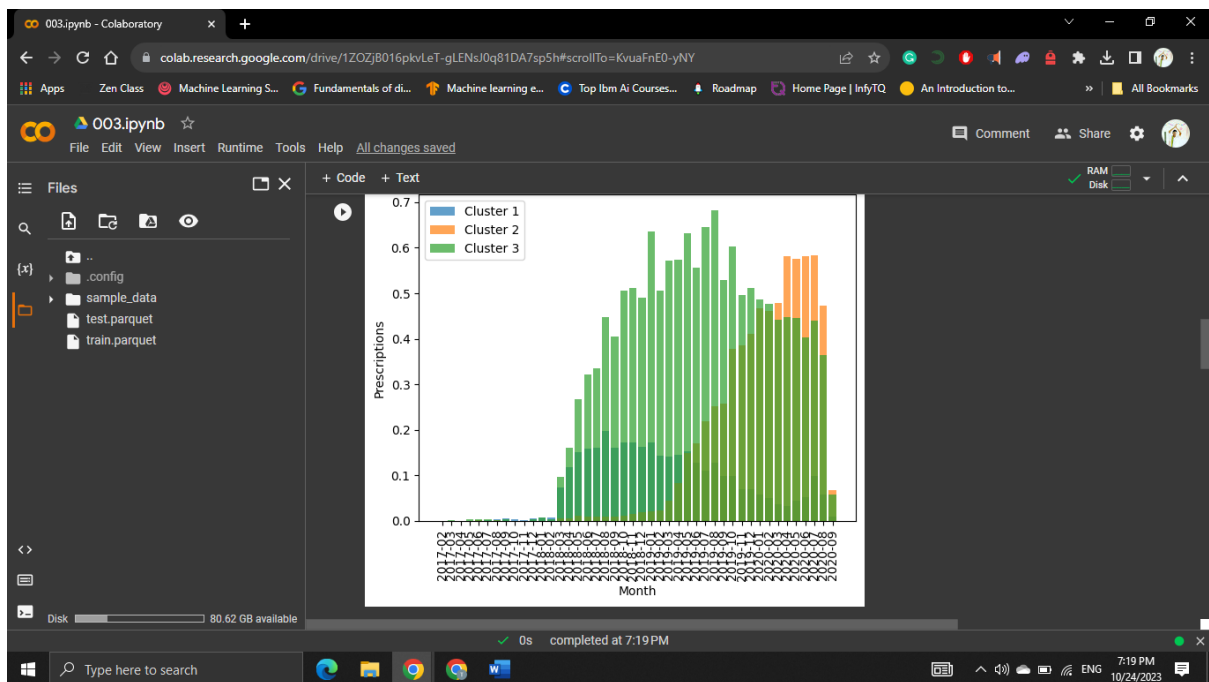 003.ipynb - Colaboratory
colab.research.google.com/drive/1ZOZjB016pkvLeT-gLENsJ0q81DA7sp5h#scrollTo=KvuaFnE0-yNY
Apps Zen Class Machine Learning S... Fundamentals of di... Machine learning e... Top Ibm Ai Courses... Roadmap Home Page | InfyTQ An Introduction to... » All Bookmarks
003.ipynb
Comment Share
File Edit View Insert Runtime Tools Help All changes saved
Files
+ Code + Text
RAM
Disk
{x}
..
.config
sample_data
test.parquet
train.parquet
Cluster 1
Cluster 2
Cluster 3
0.7
0.6
0.5
0.4
0.3
0.2
0.1
0.0
Prescriptions
2017-02
2017-03
2017-04
2017-05
2017-06
2017-07
2017-08
2017-09
2017-10
2017-11
2017-12
2018-01
2018-02
2018-03
2018-04
2018-05
2018-06
2018-07
2018-08
2018-09
2018-10
2018-11
2018-12
2019-01
2019-02
2019-03
2019-04
2019-05
2019-06
2019-07
2019-08
2019-09
2019-10
2019-11
2019-12
2020-01
2020-02
2020-03
2020-04
2020-05
2020-06
2020-07
2020-08
2020-09
Month
Disk 80.62 GB available
0s completed at 7:19 PM
Type here to search
ENG
7:19 PM
10/24/2023